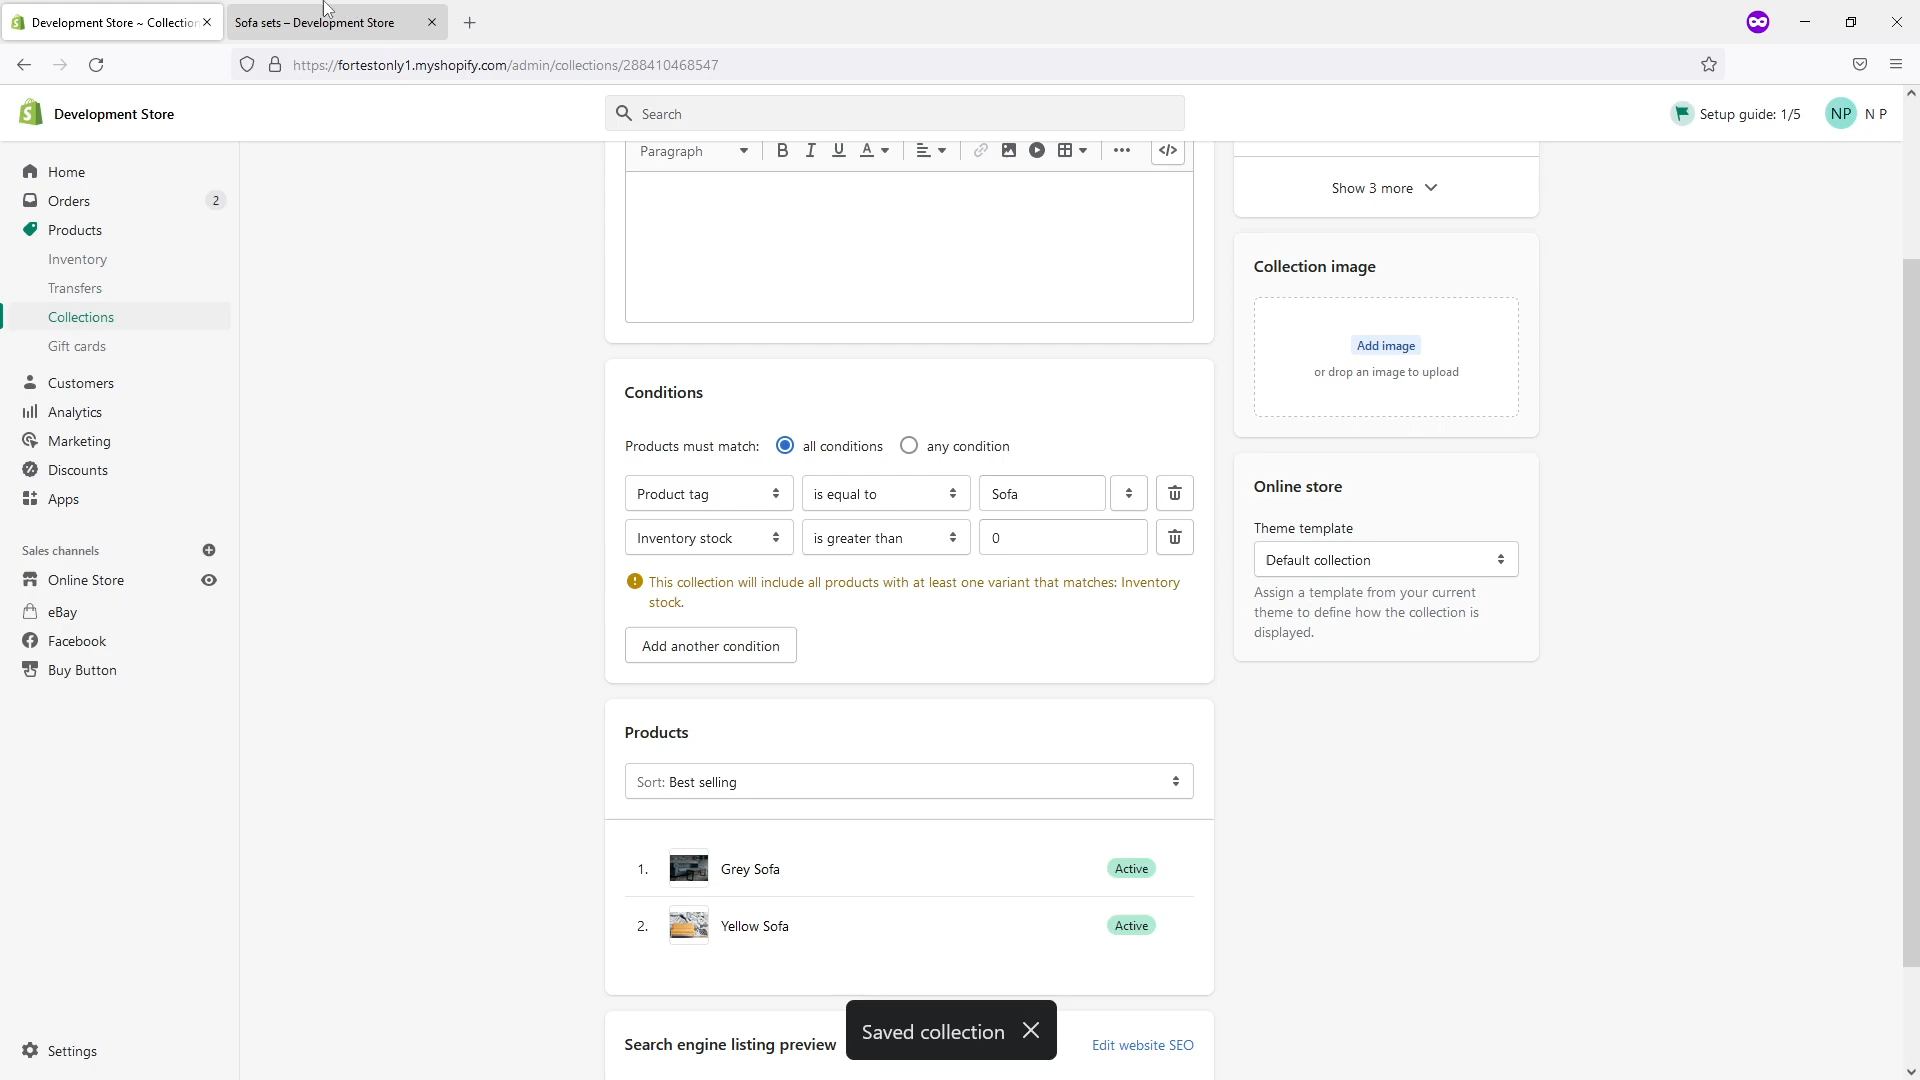 Development Store ~ Collection
Sofa sets – Development Store
https://fortestonly1.myshopify.com/admin/collections/288410468547
Development Store
Search
Setup guide: 1/5
NP
N P
Home
Orders
2
Products
Inventory
Transfers
Collections
Gift cards
Customers
Analytics
Marketing
Discounts
Apps
Sales channels
Online Store
eBay
Facebook
Buy Button
Settings
Paragraph
Conditions
Products must match:
all conditions
any condition
Product tag
is equal to
Sofa
Inventory stock
is greater than
0
This collection will include all products with at least one variant that matches: Inventory
stock.
Add another condition
Products
Sort: Best selling
1.
Grey Sofa
Active
2.
Yellow Sofa
Active
Search engine listing preview
Edit website SEO
Saved collection
Show 3 more
Collection image
Add image
or drop an image to upload
Online store
Theme template
Default collection
Assign a template from your current
theme to define how the collection is
displayed.